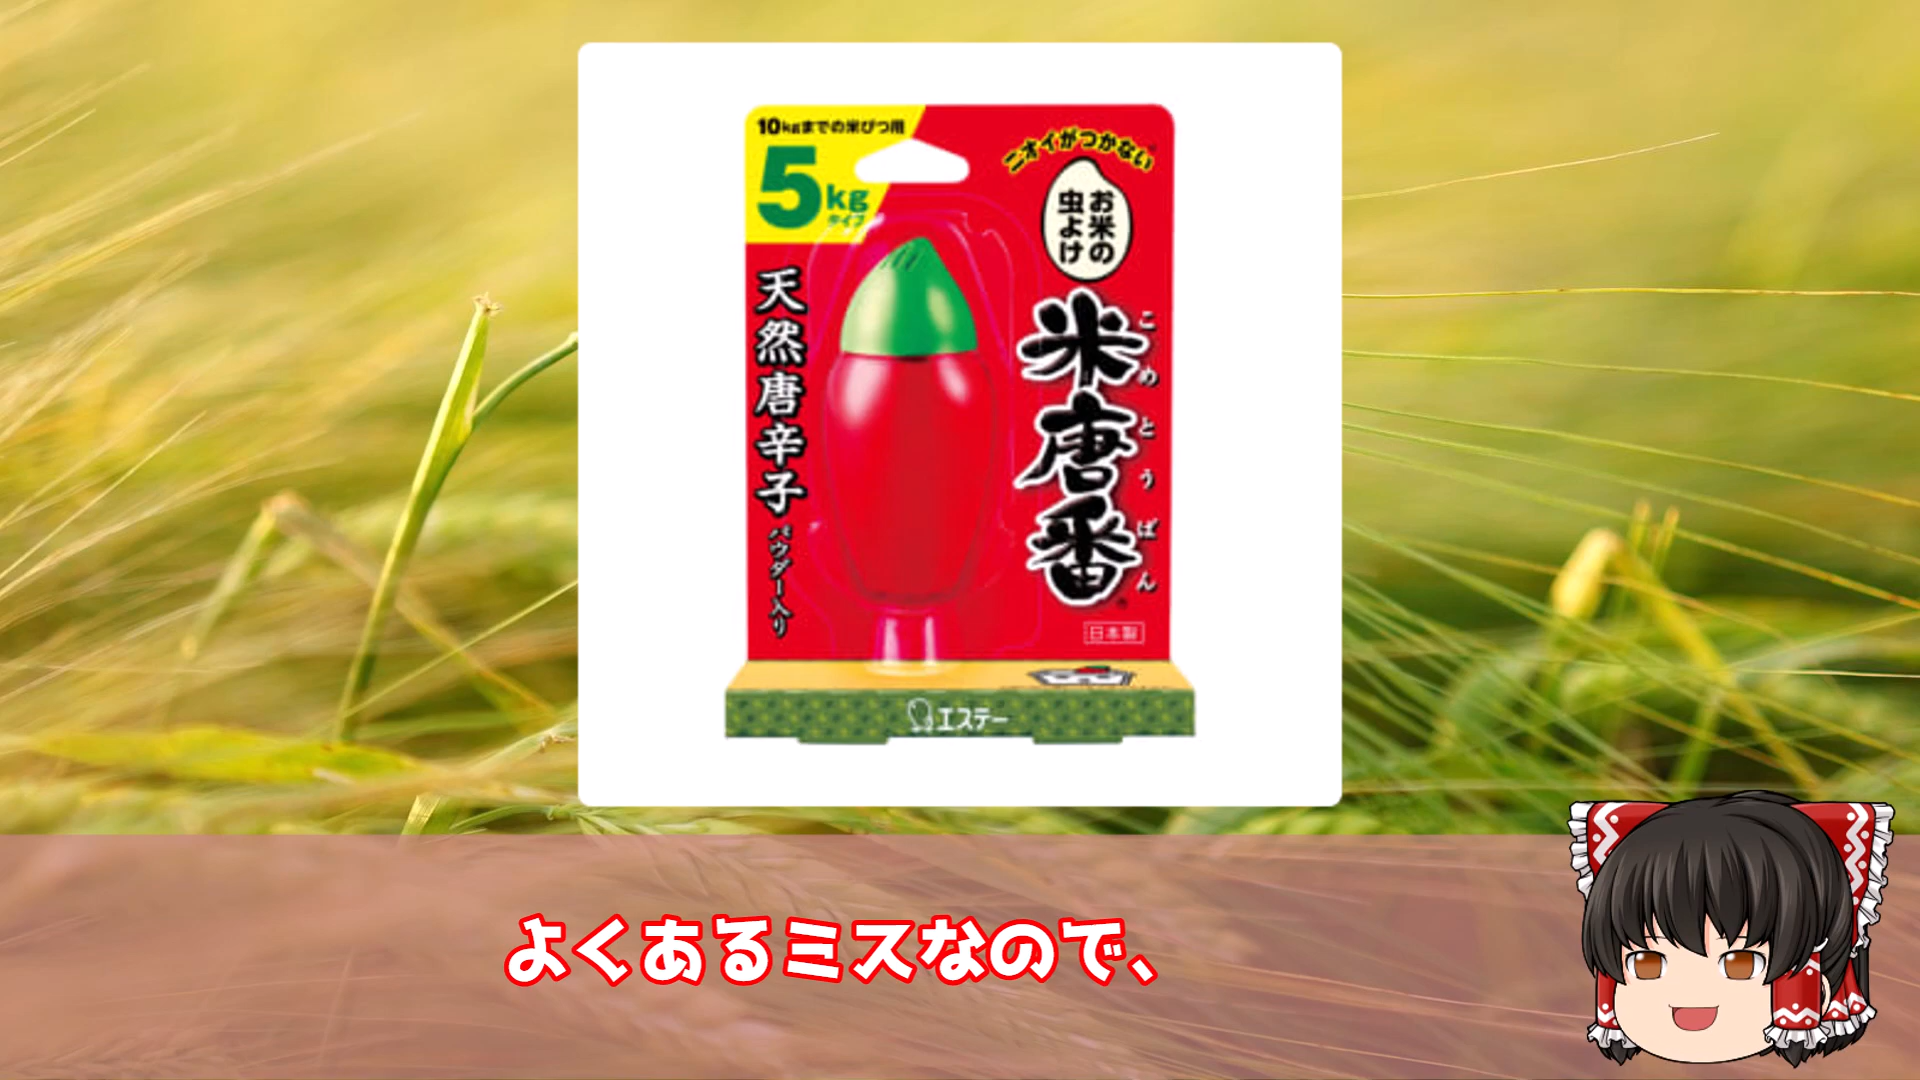 10kgまでの米びつ用
5kg
タイプ
ニオイがつかない
お米の
虫よけ
米唐番
こめとうばん
天然唐辛子パウダー入り
日本製
エステー
よくあるミスなので、